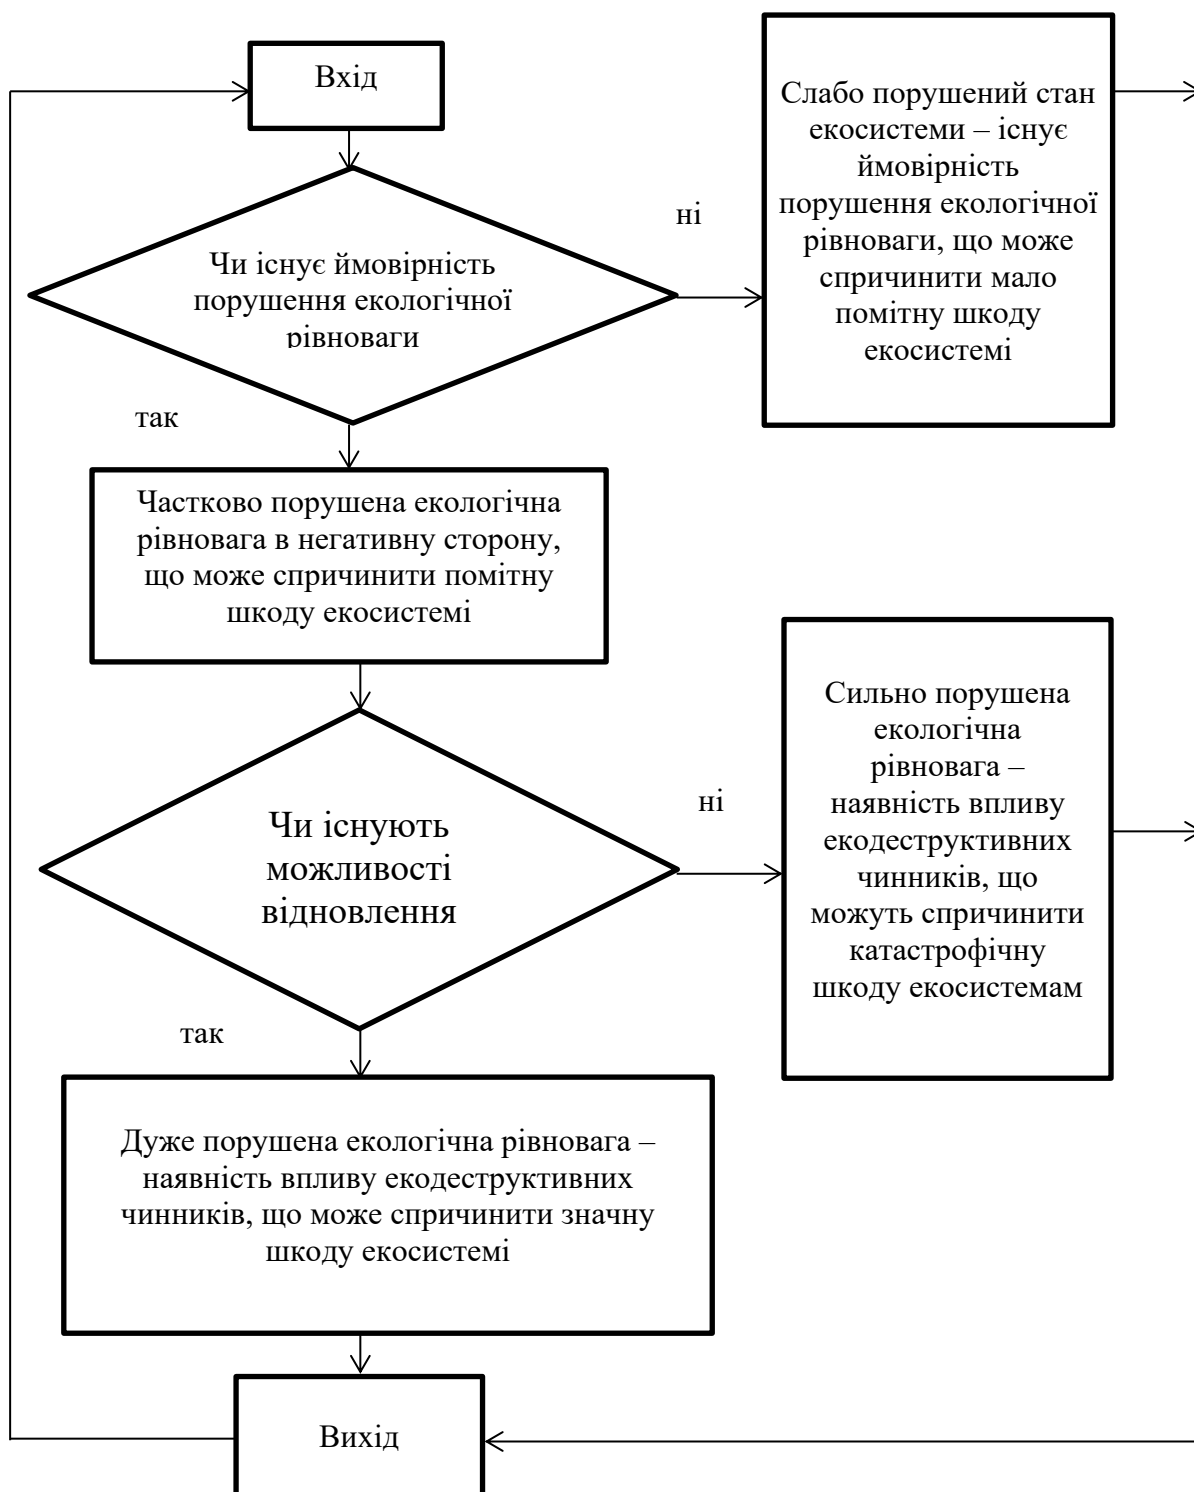 Вхід
Слабо порушений стан
екосистеми – існує
ймовірність
порушення екологічної
рівноваги, що може
спричинити мало
помітну шкоду
екосистемі
ні
Чи існує ймовірність
порушення екологічної
рівноваги
так
Частково порушена екологічна
рівновага в негативну сторону,
що може спричинити помітну
шкоду екосистемі
Сильно порушена
екологічна
рівновага –
наявність впливу
екодеструктивних
чинників, що
можуть спричинити
катастрофічну
шкоду екосистемам
ні
Чи існують
можливості
відновлення
так
Дуже порушена екологічна рівновага –
наявність впливу екодеструктивних
чинників, що може спричинити значну
шкоду екосистемі
Вихід